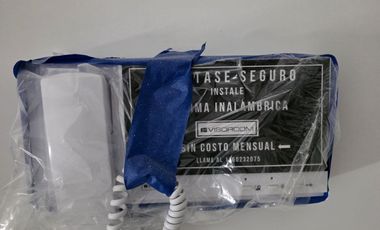 TASE-SEGURO
INSTALE
MA INALÁMBRICA
VISORCOM
SIN COSTO MENSUAL